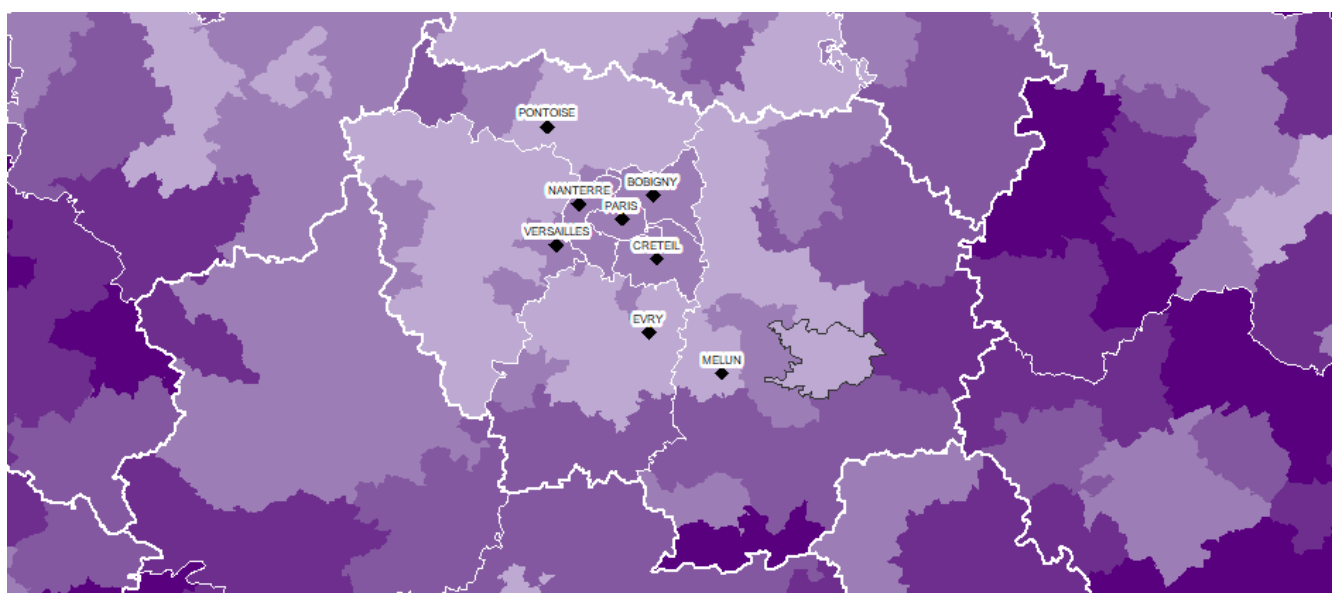 PONTOISE
BOBIGNY
NANTERRE
PARIS
VERSAILLES
CRETEIL
EVRY
MELUN